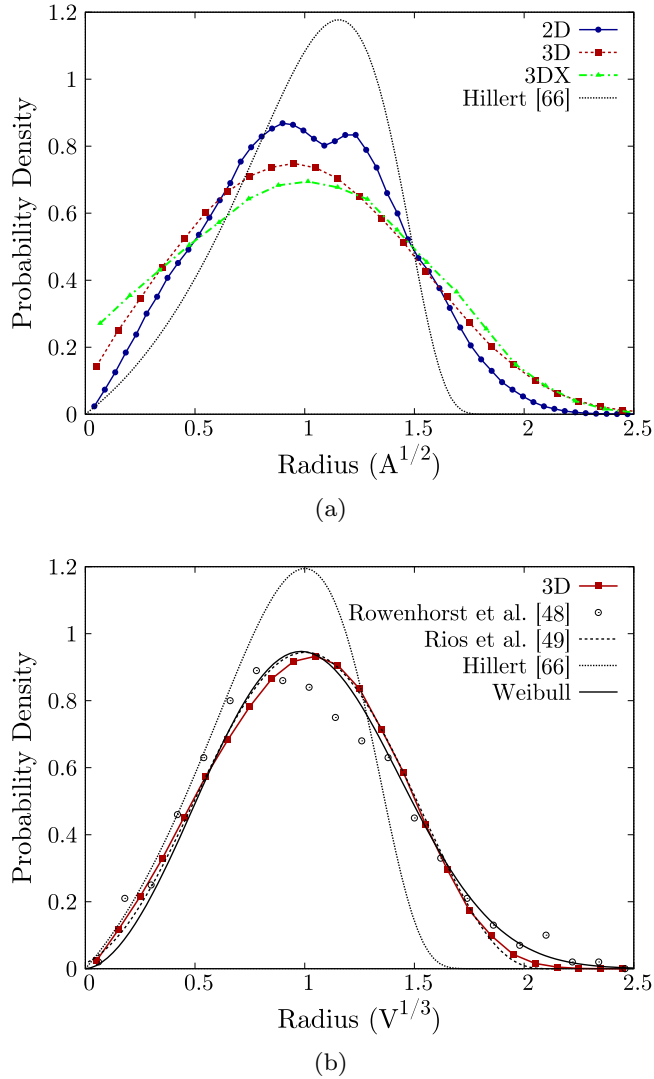 1.2
1
0.8
0.6
0.4
0.2
0
Probability Density
2D
3D
3DX
Hillert [66]
0 0.5 1 1.5 2 2.5
Radius (A^{1/2})
(a)
1.2
1
0.8
0.6
0.4
0.2
0
Probability Density
3D
Rowenhorst et al. [48]
Rios et al. [49]
Hillert [66]
Weibull
0 0.5 1 1.5 2 2.5
Radius (V^{1/3})
(b)